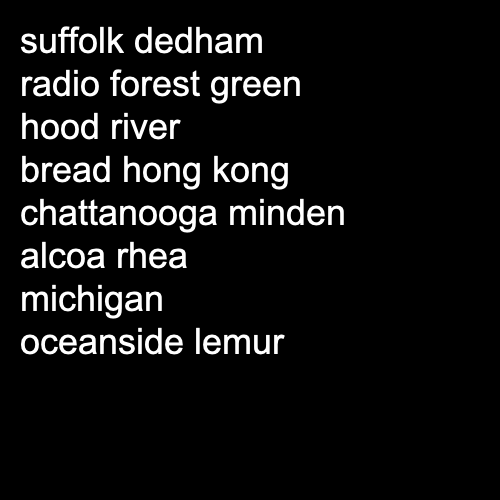 suffolk dedham
radio forest green
hood river
bread hong kong
chattanooga minden
alcoa rhea
michigan
oceanside lemur